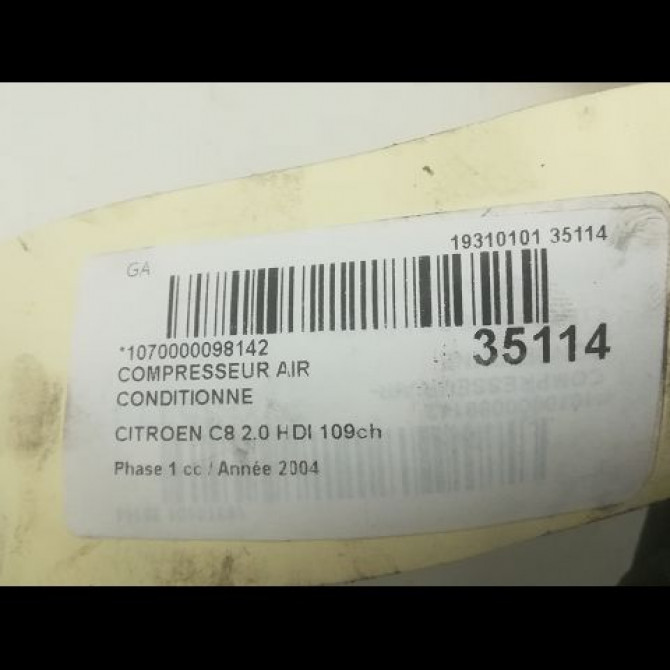 19310101 35114
GA
*1070000098142
35114
COMPRESSEUR AIR
CONDITIONNE
CITROEN C8 2.0 HDI 109ch
Phase 1 cc / Année 2004